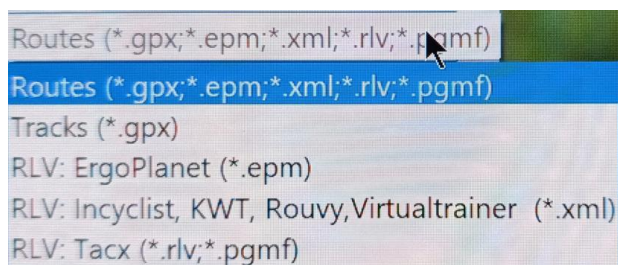 Routes (*.gpx;*.epm;*.xml;*.rlv;*.pgmf)
Routes (*.gpx;*.epm;*.xml;*.rlv;*.pgmf)
Tracks (*.gpx)
RLV: ErgoPlanet (*.epm)
RLV: Incyclist, KWT, Rouvy,Virtualtrainer (*.xml)
RLV: Tacx (*.rlv;*.pgmf)